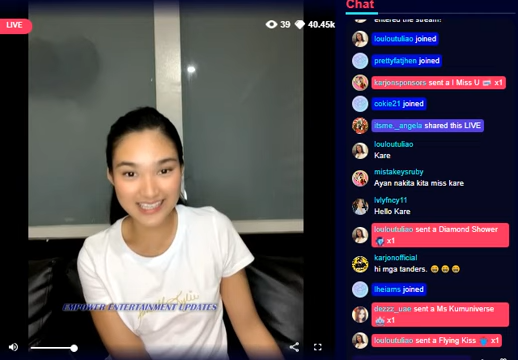 Chat
LIVE
39
40.45k
entered the stream!
louloutuliao joined
prettyfatjhen joined
karjonsponsors sent a I Miss U x1
cokie21 joined
itsme._angela shared this LIVE
louloutuliao
Kare
mistakeysruby
Ayan nakita kita miss kare
lvlyfncy11
Hello Kare
louloutuliao sent a Diamond Shower
x1
karjonofficial
hi mga tanders.
lheiams joined
dezzz_uae sent a Ms Kumuniverse
x1
louloutuliao sent a Flying Kiss x1
EMPOWER ENTERTAINMENT UPDATES